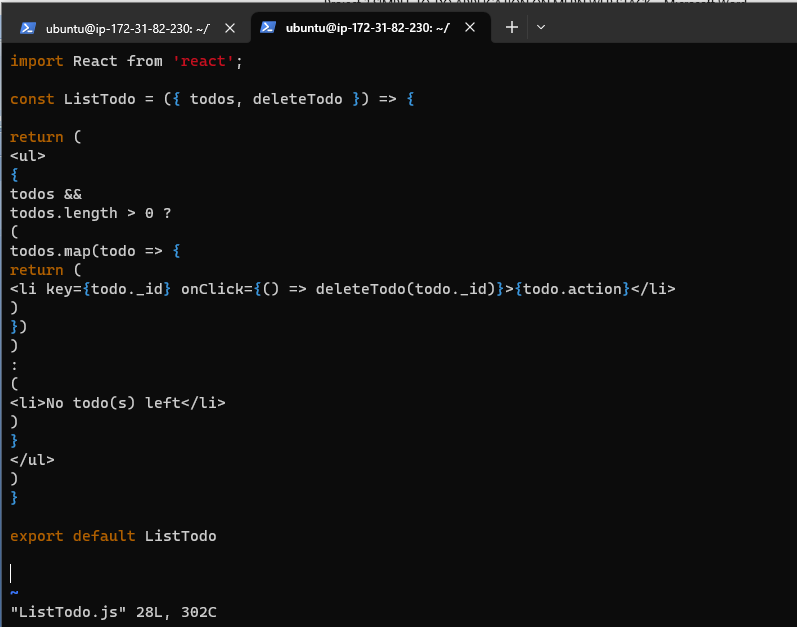 ubuntu@ip-172-31-82-230: ~/
ubuntu@ip-172-31-82-230: ~/
import React from 'react';
const ListTodo = ({ todos, deleteTodo }) => {
return (
<ul>
{
todos &&
todos.length > 0 ?
(
todos.map(todo => {
return (
<li key={todo._id} onClick={() => deleteTodo(todo._id)}>{todo.action}</li>
)
})
)
:
(
<li>No todo(s) left</li>
)
}
</ul>
)
}
export default ListTodo
~
"ListTodo.js" 28L, 302C